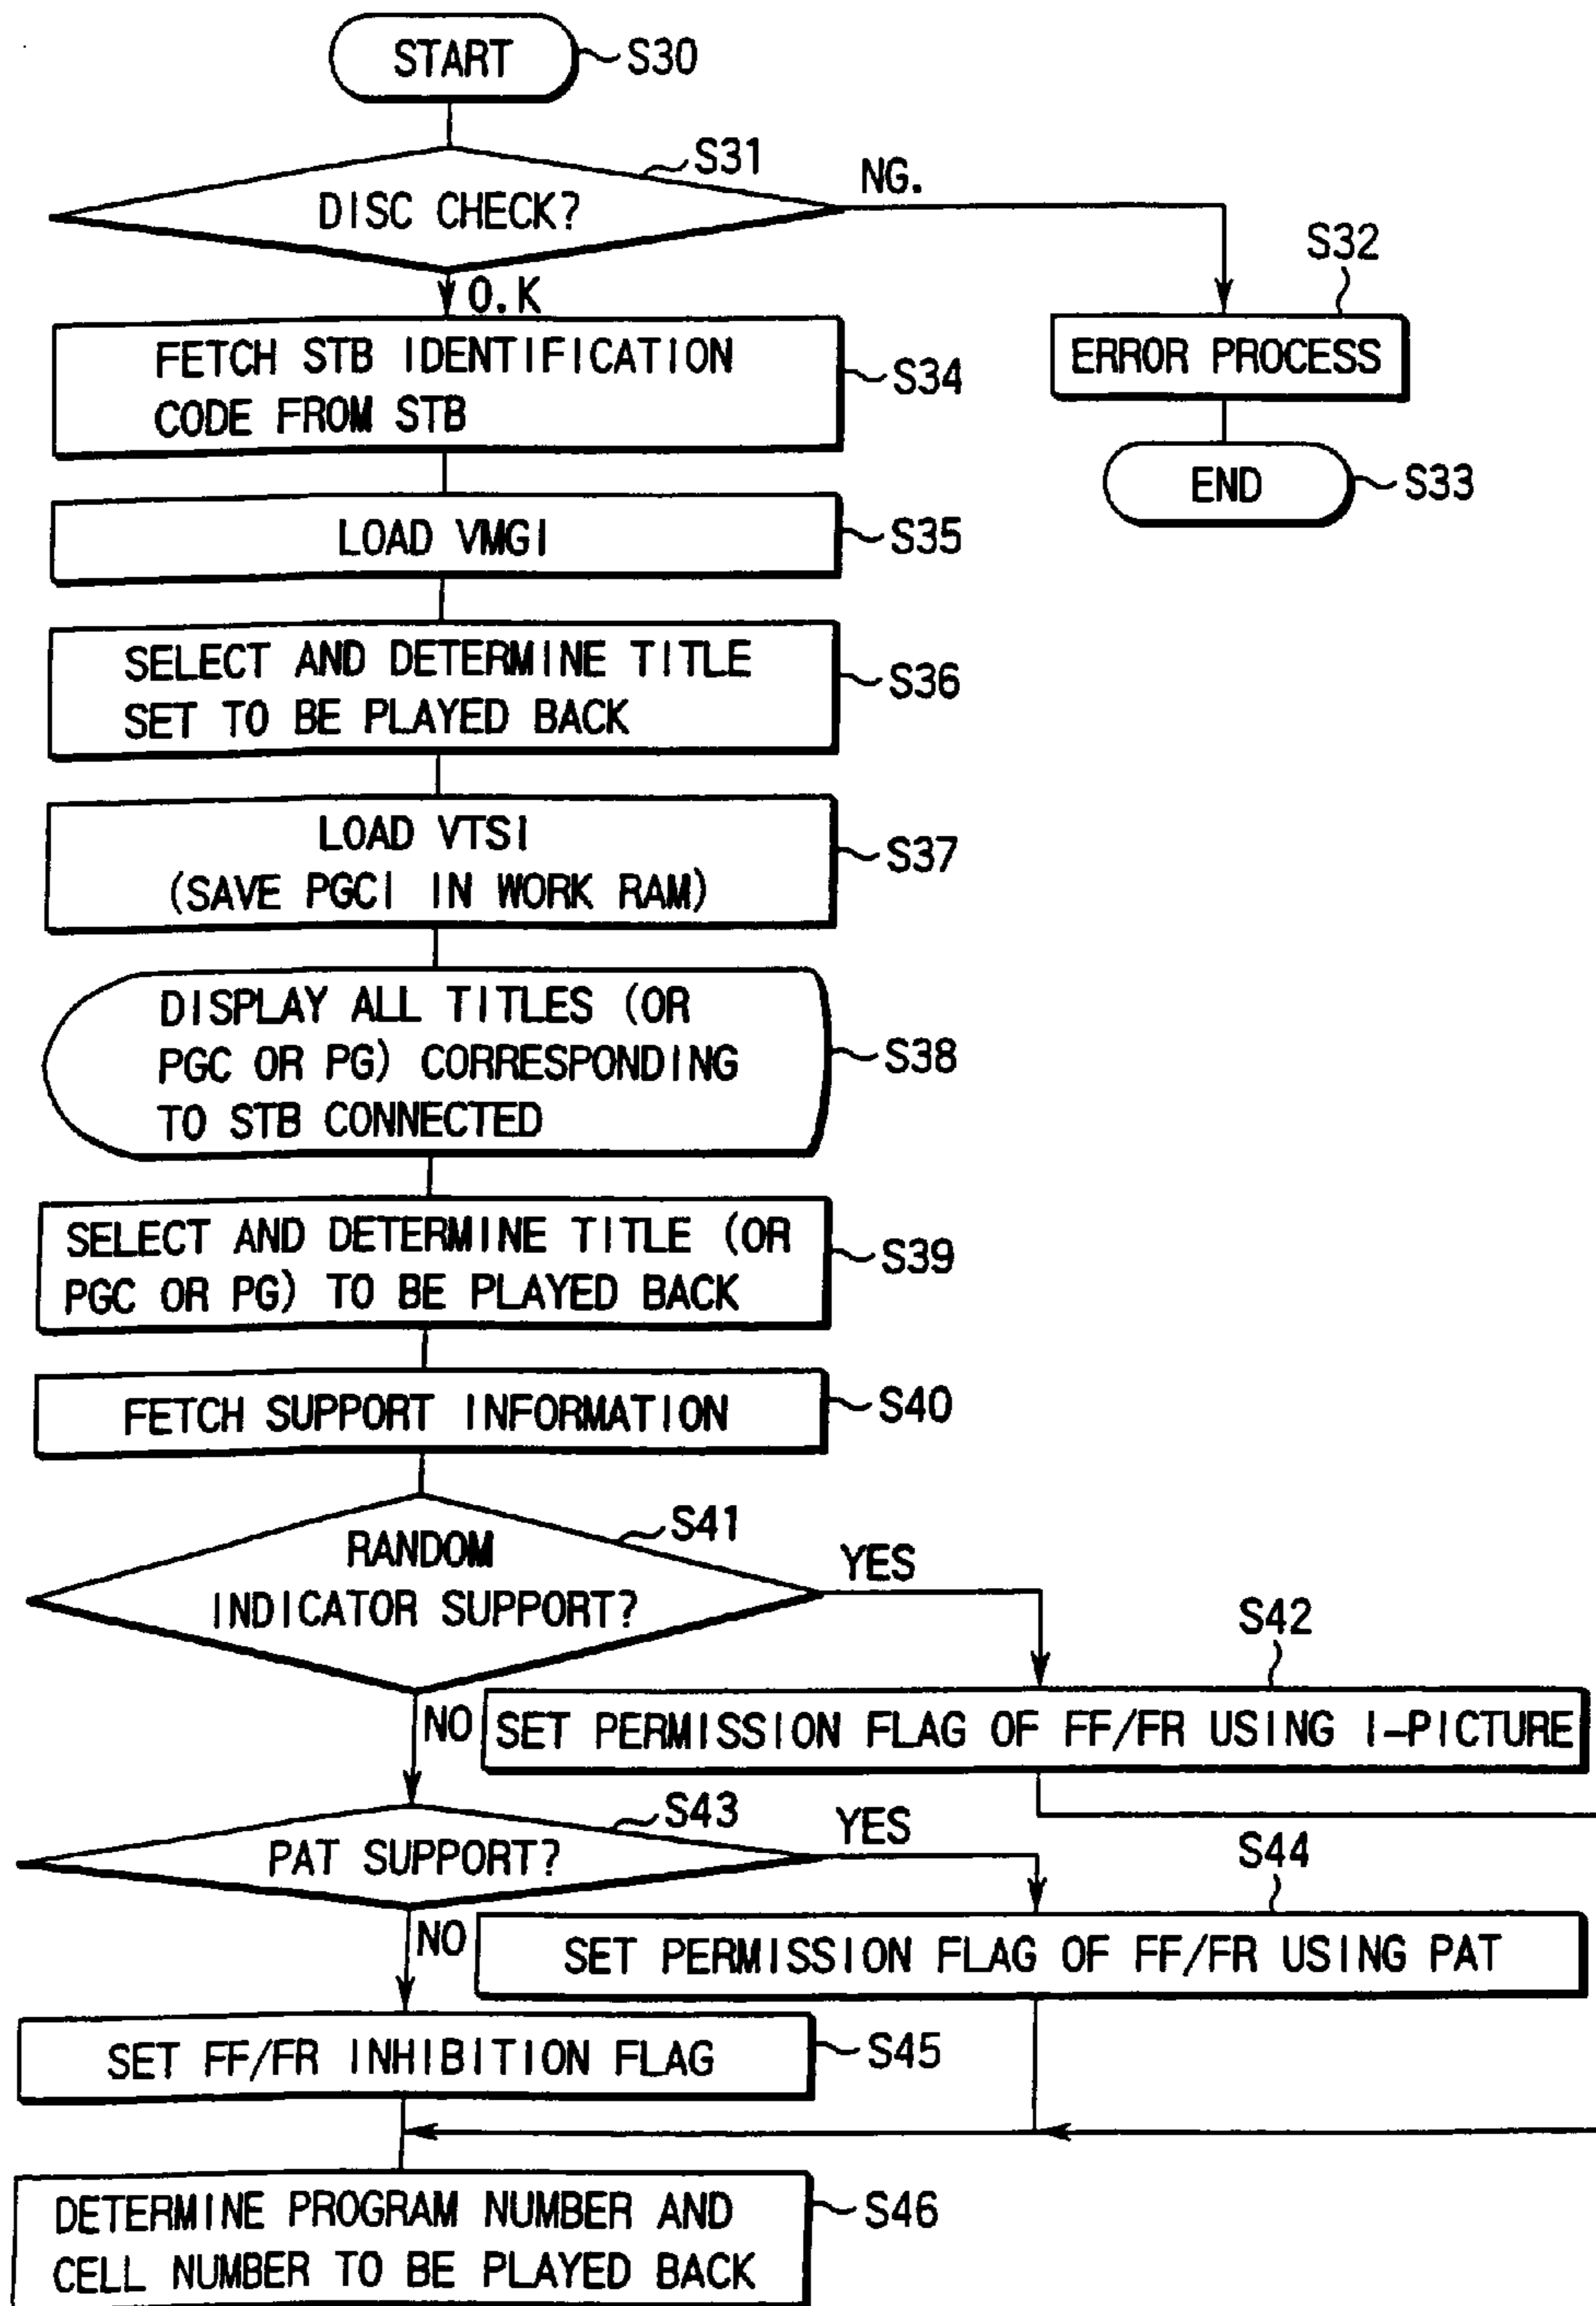 START
S30
S31
DISC CHECK?
NG.
O.K
S32
ERROR PROCESS
END
S33
FETCH STB IDENTIFICATION
CODE FROM STB
S34
LOAD VMGI
S35
SELECT AND DETERMINE TITLE
SET TO BE PLAYED BACK
S36
LOAD VTSI
(SAVE PGCI IN WORK RAM)
S37
DISPLAY ALL TITLES (OR
PGC OR PG) CORRESPONDING
TO STB CONNECTED
S38
SELECT AND DETERMINE TITLE (OR
PGC OR PG) TO BE PLAYED BACK
S39
FETCH SUPPORT INFORMATION
S40
S41
RANDOM
INDICATOR SUPPORT?
YES
NO
S42
SET PERMISSION FLAG OF FF/FR USING I-PICTURE
S43
PAT SUPPORT?
YES
NO
S44
SET PERMISSION FLAG OF FF/FR USING PAT
SET FF/FR INHIBITION FLAG
S45
DETERMINE PROGRAM NUMBER AND
CELL NUMBER TO BE PLAYED BACK
S46